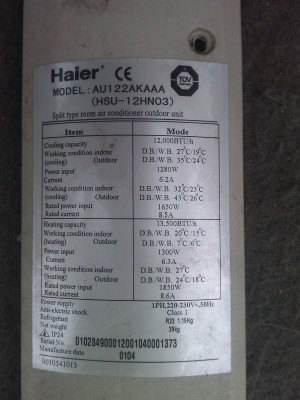 Haier CE
TÜV
MODEL: AU122AKAAA
(HSU-12HN03)
Split type room air conditioner outdoor unit
Item Mode
Cooling capacity 12,000BTU/h
Working condition indoor D.B./W.B. 27°C/19°C
(cooling) Outdoor D.B./W.B. 35°C/24°C
Power input 1280W
Current 6.2A
Working condition indoor D.B./W.B. 32°C/23°C
(cooling) Outdoor D.B./W.B. 43°C/26°C
Rated power input 1650W
Current 8.5A
Heating capacity 13,500BTU/h
Working condition indoor D.B./W.B. 20°C/15°C
(heating) Outdoor D.B./W.B. 7°C/6°C
Power input 1300W
Current 6.3A
Working condition indoor D.B./W.B. 27°C
(heating) Outdoor D.B./W.B. 24°C/18°C
Rated power input 1850W
Rated current 8.6A
Power supply 1PH,220-230V~,50Hz
Anti-electric shock Class I
Refrigerant R22 1.15Kg
Net weight 39kg
IP24
Serial No. 010284900012001040001373
Manufacture date 0104
0010541013